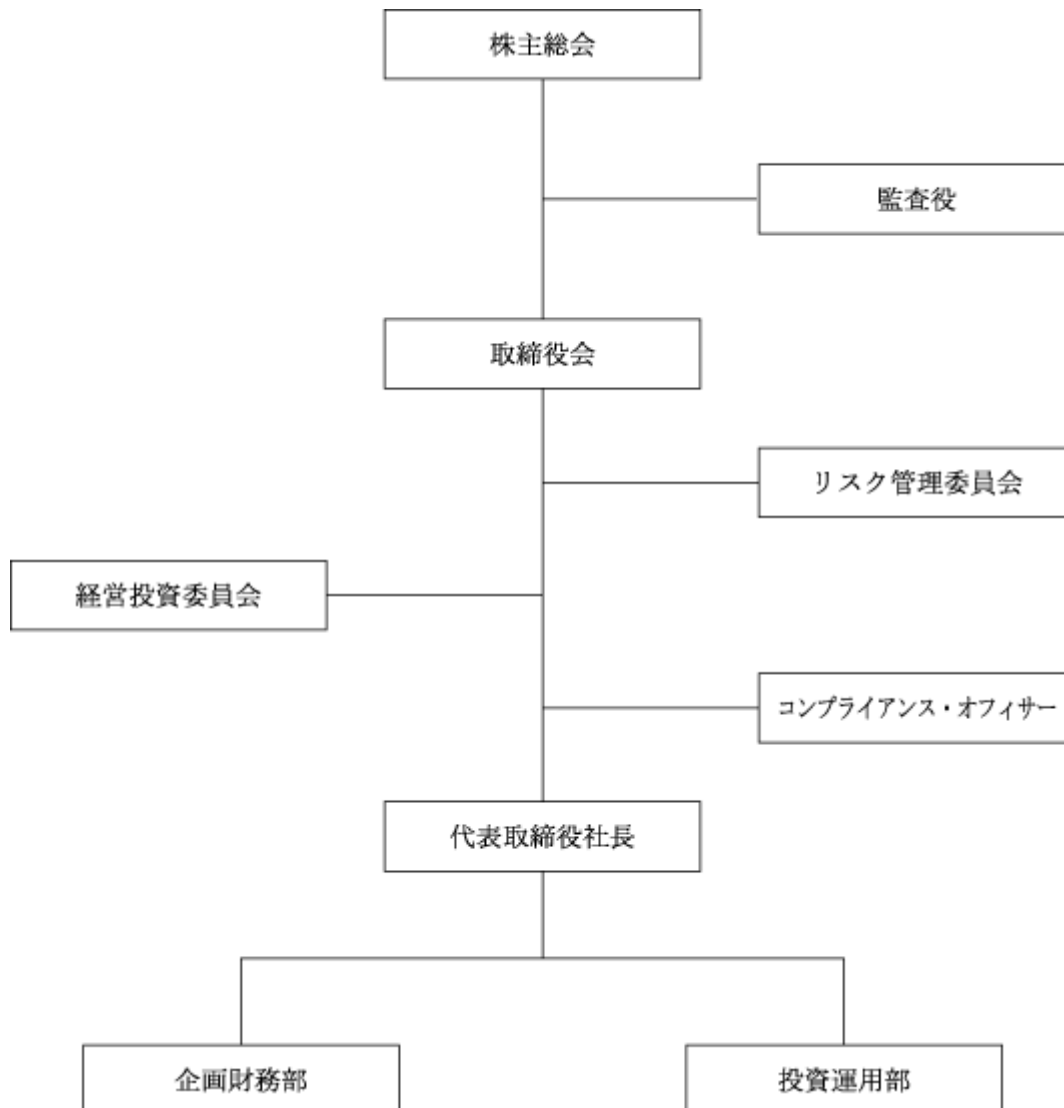 株主総会
監査役
取締役会
リスク管理委員会
経営投資委員会
コンプライアンス・オフィサー
代表取締役社長
企画財務部
投資運用部